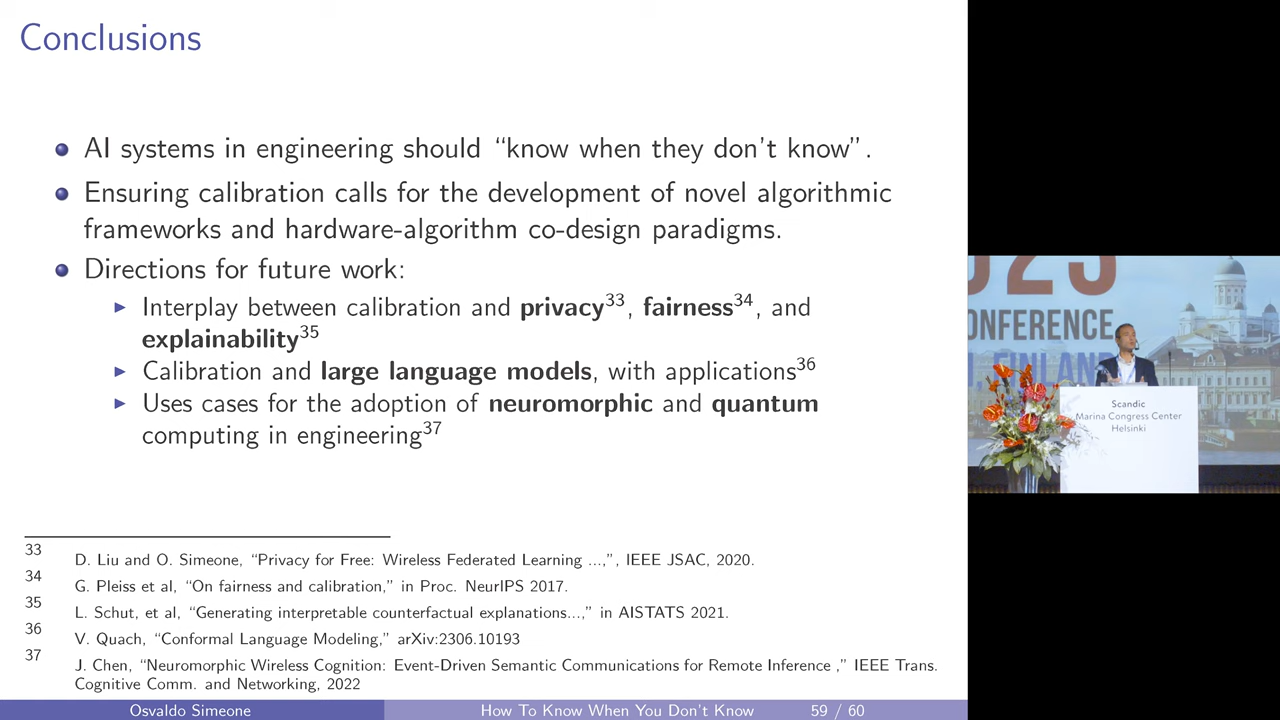 Conclusions
AI systems in engineering should “know when they don’t know”.
Ensuring calibration calls for the development of novel algorithmic
frameworks and hardware-algorithm co-design paradigms.
Directions for future work:
Interplay between calibration and privacy33, fairness34, and
explainability35
Calibration and large language models, with applications36
Uses cases for the adoption of neuromorphic and quantum
computing in engineering37
33 D. Liu and O. Simeone, “Privacy for Free: Wireless Federated Learning ...,”, IEEE JSAC, 2020.
34 G. Pleiss et al, “On fairness and calibration,” in Proc. NeurIPS 2017.
35 L. Schut, et al, “Generating interpretable counterfactual explanations...,” in AISTATS 2021.
36 V. Quach, “Conformal Language Modeling,” arXiv:2306.10193
37 J. Chen, “Neuromorphic Wireless Cognition: Event-Driven Semantic Communications for Remote Inference ,” IEEE Trans.
Cognitive Comm. and Networking, 2022
Osvaldo Simeone How To Know When You Don’t Know 59 / 60
2023
ONFERENCE
, FINLAND
Scandic
Marina Congress Center
Helsinki